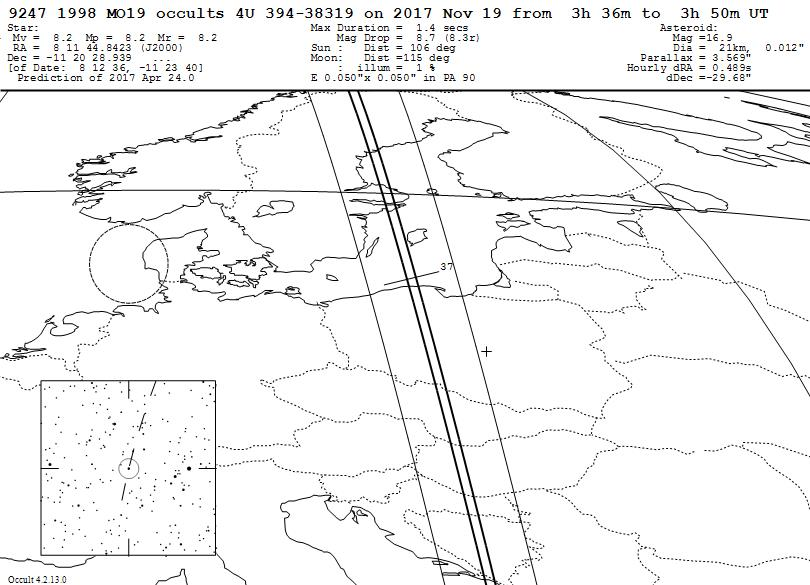 9247 1998 MO19 occults 4U 394-38319 on 2017 Nov 19 from 3h 36m to 3h 50m UT
Star: Max Duration = 1.4 secs Asteroid:
Mv = 8.2 Mp = 8.2 Mr = 8.2 Mag Drop = 8.7 (8.3r) Mag =16.9
RA = 8 11 44.8423 (J2000) Sun : Dist = 106 deg Dia = 21km, 0.012"
Dec = -11 20 28.939 ... Moon: Dist =115 deg Parallax = 3.569"
[of Date: 8 12 36, -11 23 40] : illum = 1 % Hourly dRA = 0.489s
Prediction of 2017 Apr 24.0 E 0.050"x 0.050" in PA 90 dDec =-29.68"
37
Occult 4.2.13.0